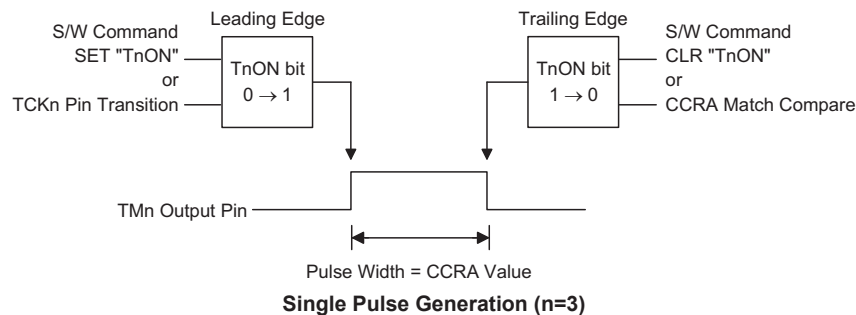 Leading Edge
S/W Command
SET "TnON"
or
TCKn Pin Transition
TnON bit
0 → 1
Trailing Edge
TnON bit
1 → 0
S/W Command
CLR "TnON"
or
CCRA Match Compare
TMn Output Pin
Pulse Width = CCRA Value
Single Pulse Generation (n=3)